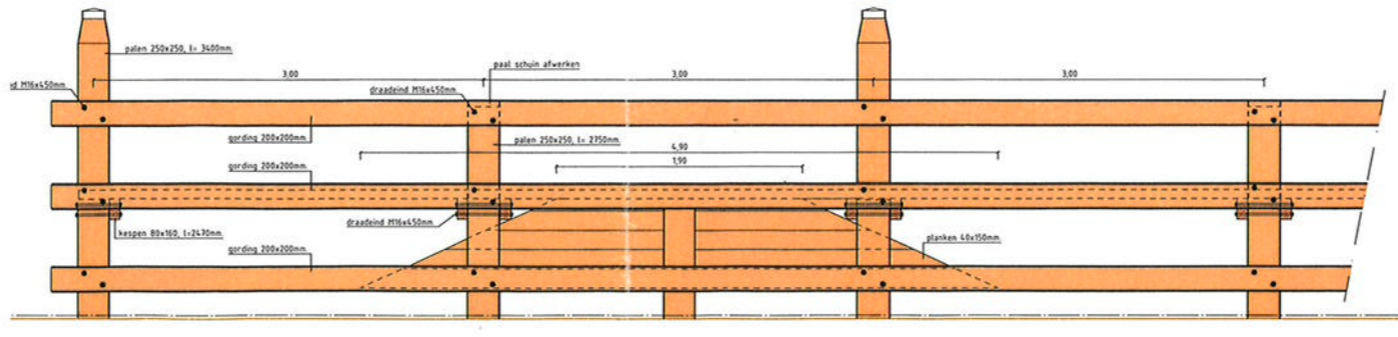 palen 250x250, l= 3400mm.
paal schuin afwerken
3,00
3,00
3,00
id M16x450mm.
draadeind M16x450mm.
gording 200x200mm.
palen 250x250, l= 2750mm.
4,90
1,90
gording 200x200mm.
draadeind M16x450mm.
kespen 80x160, l=2470mm.
gording 200x200mm.
planken 40x150mm.